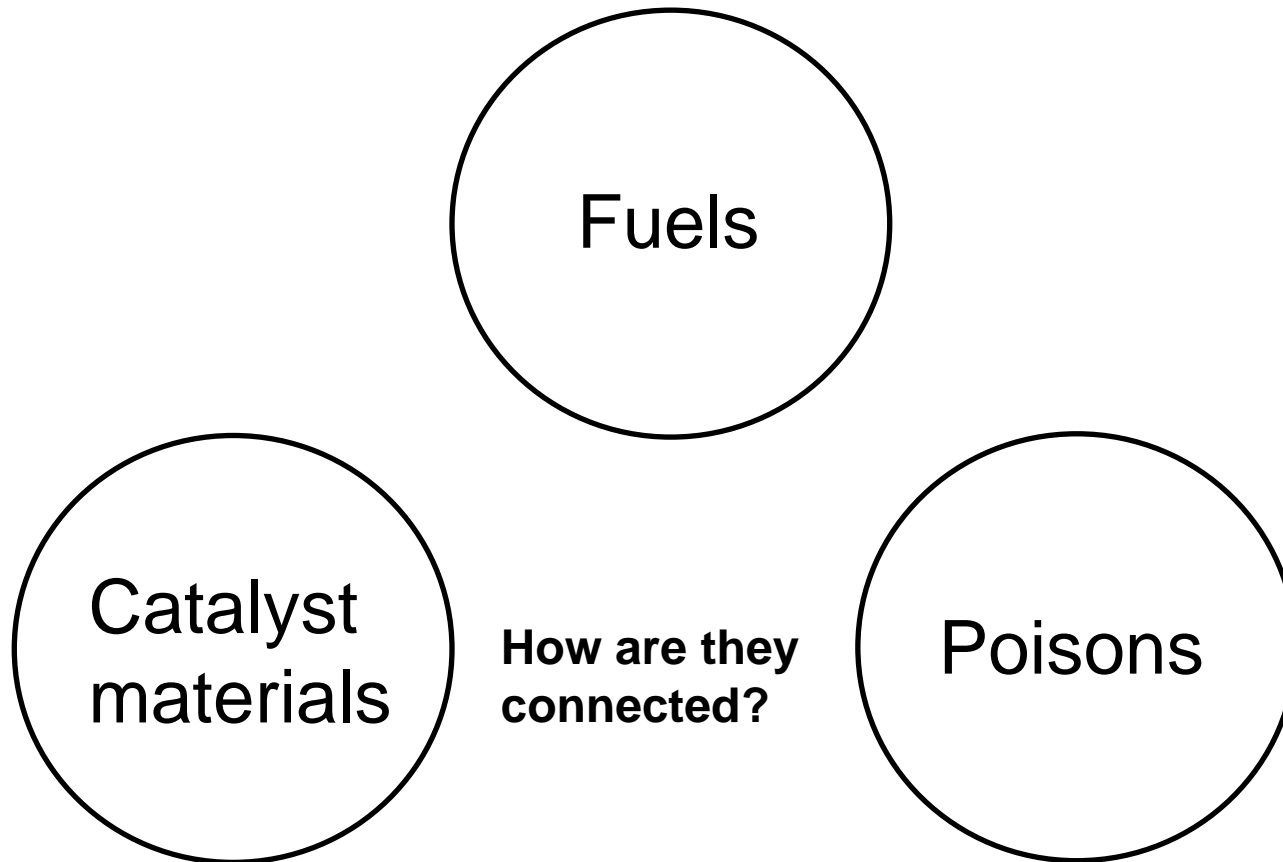 Fuels
Catalyst
materials
How are they
connected?
Poisons